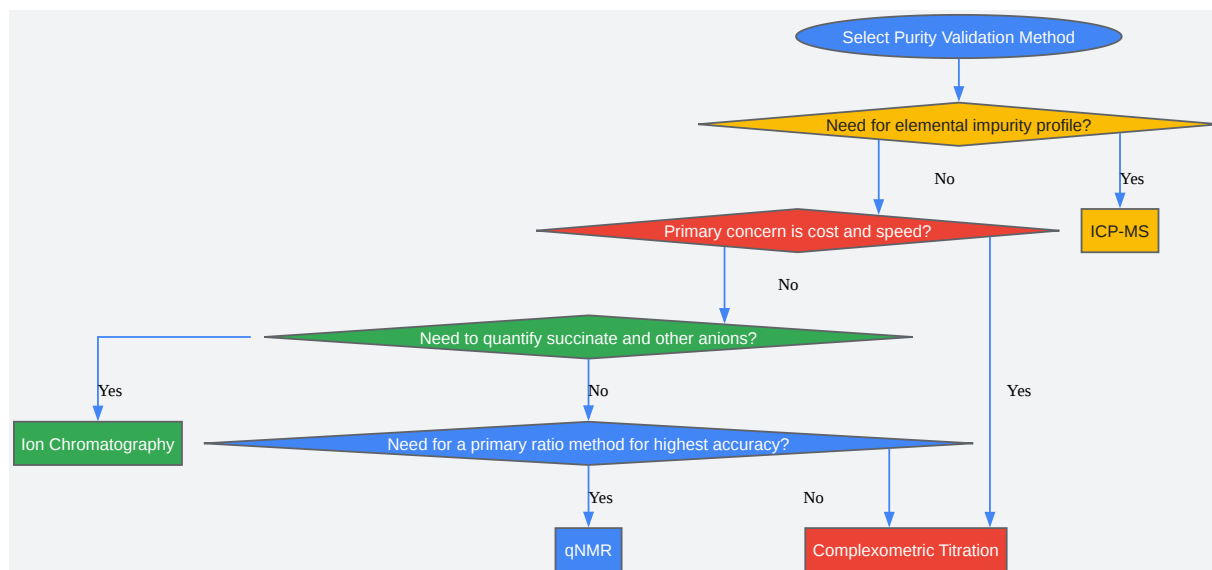 Select Purity Validation Method
Need for elemental impurity profile?
No
Yes
Primary concern is cost and speed?
ICP-MS
No
Need to quantify succinate and other anions?
Yes
No
Yes
Ion Chromatography
Need for a primary ratio method for highest accuracy?
Yes
No
qNMR
Complexometric Titration